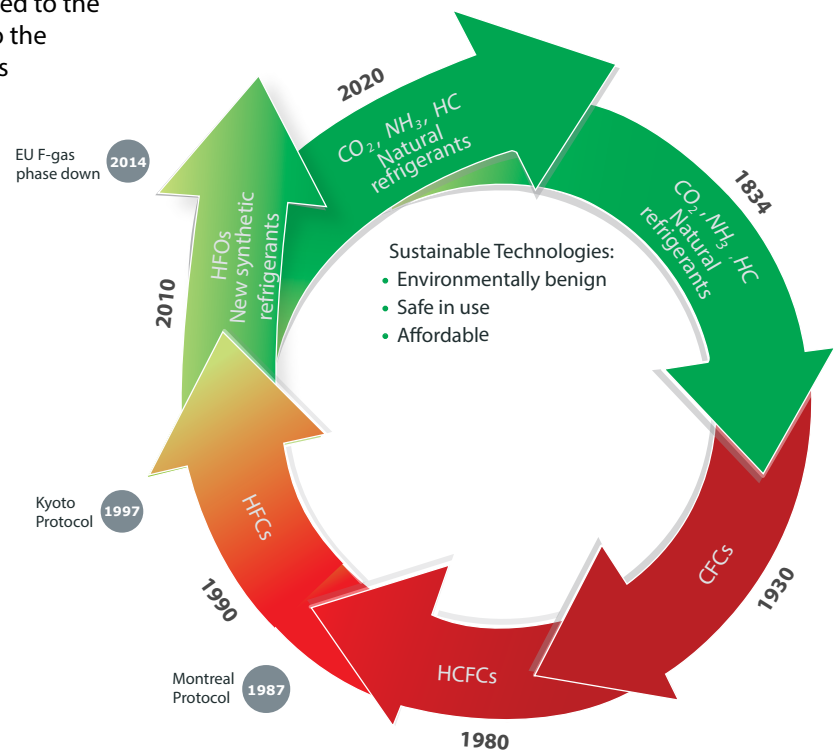 ed to the
o the
s
2020
CO₂, NH₃, HC
Natural
refrigerants
1834
CO₂, NH₃, HC
Natural
refrigerants
EU F-gas
phase down
2014
HFOs
New synthetic
refrigerants
2010
Sustainable Technologies:
• Environmentally benign
• Safe in use
• Affordable
Kyoto
Protocol
1997
HFCs
1990
CFCs
1930
Montreal
Protocol
1987
HCFCs
1980